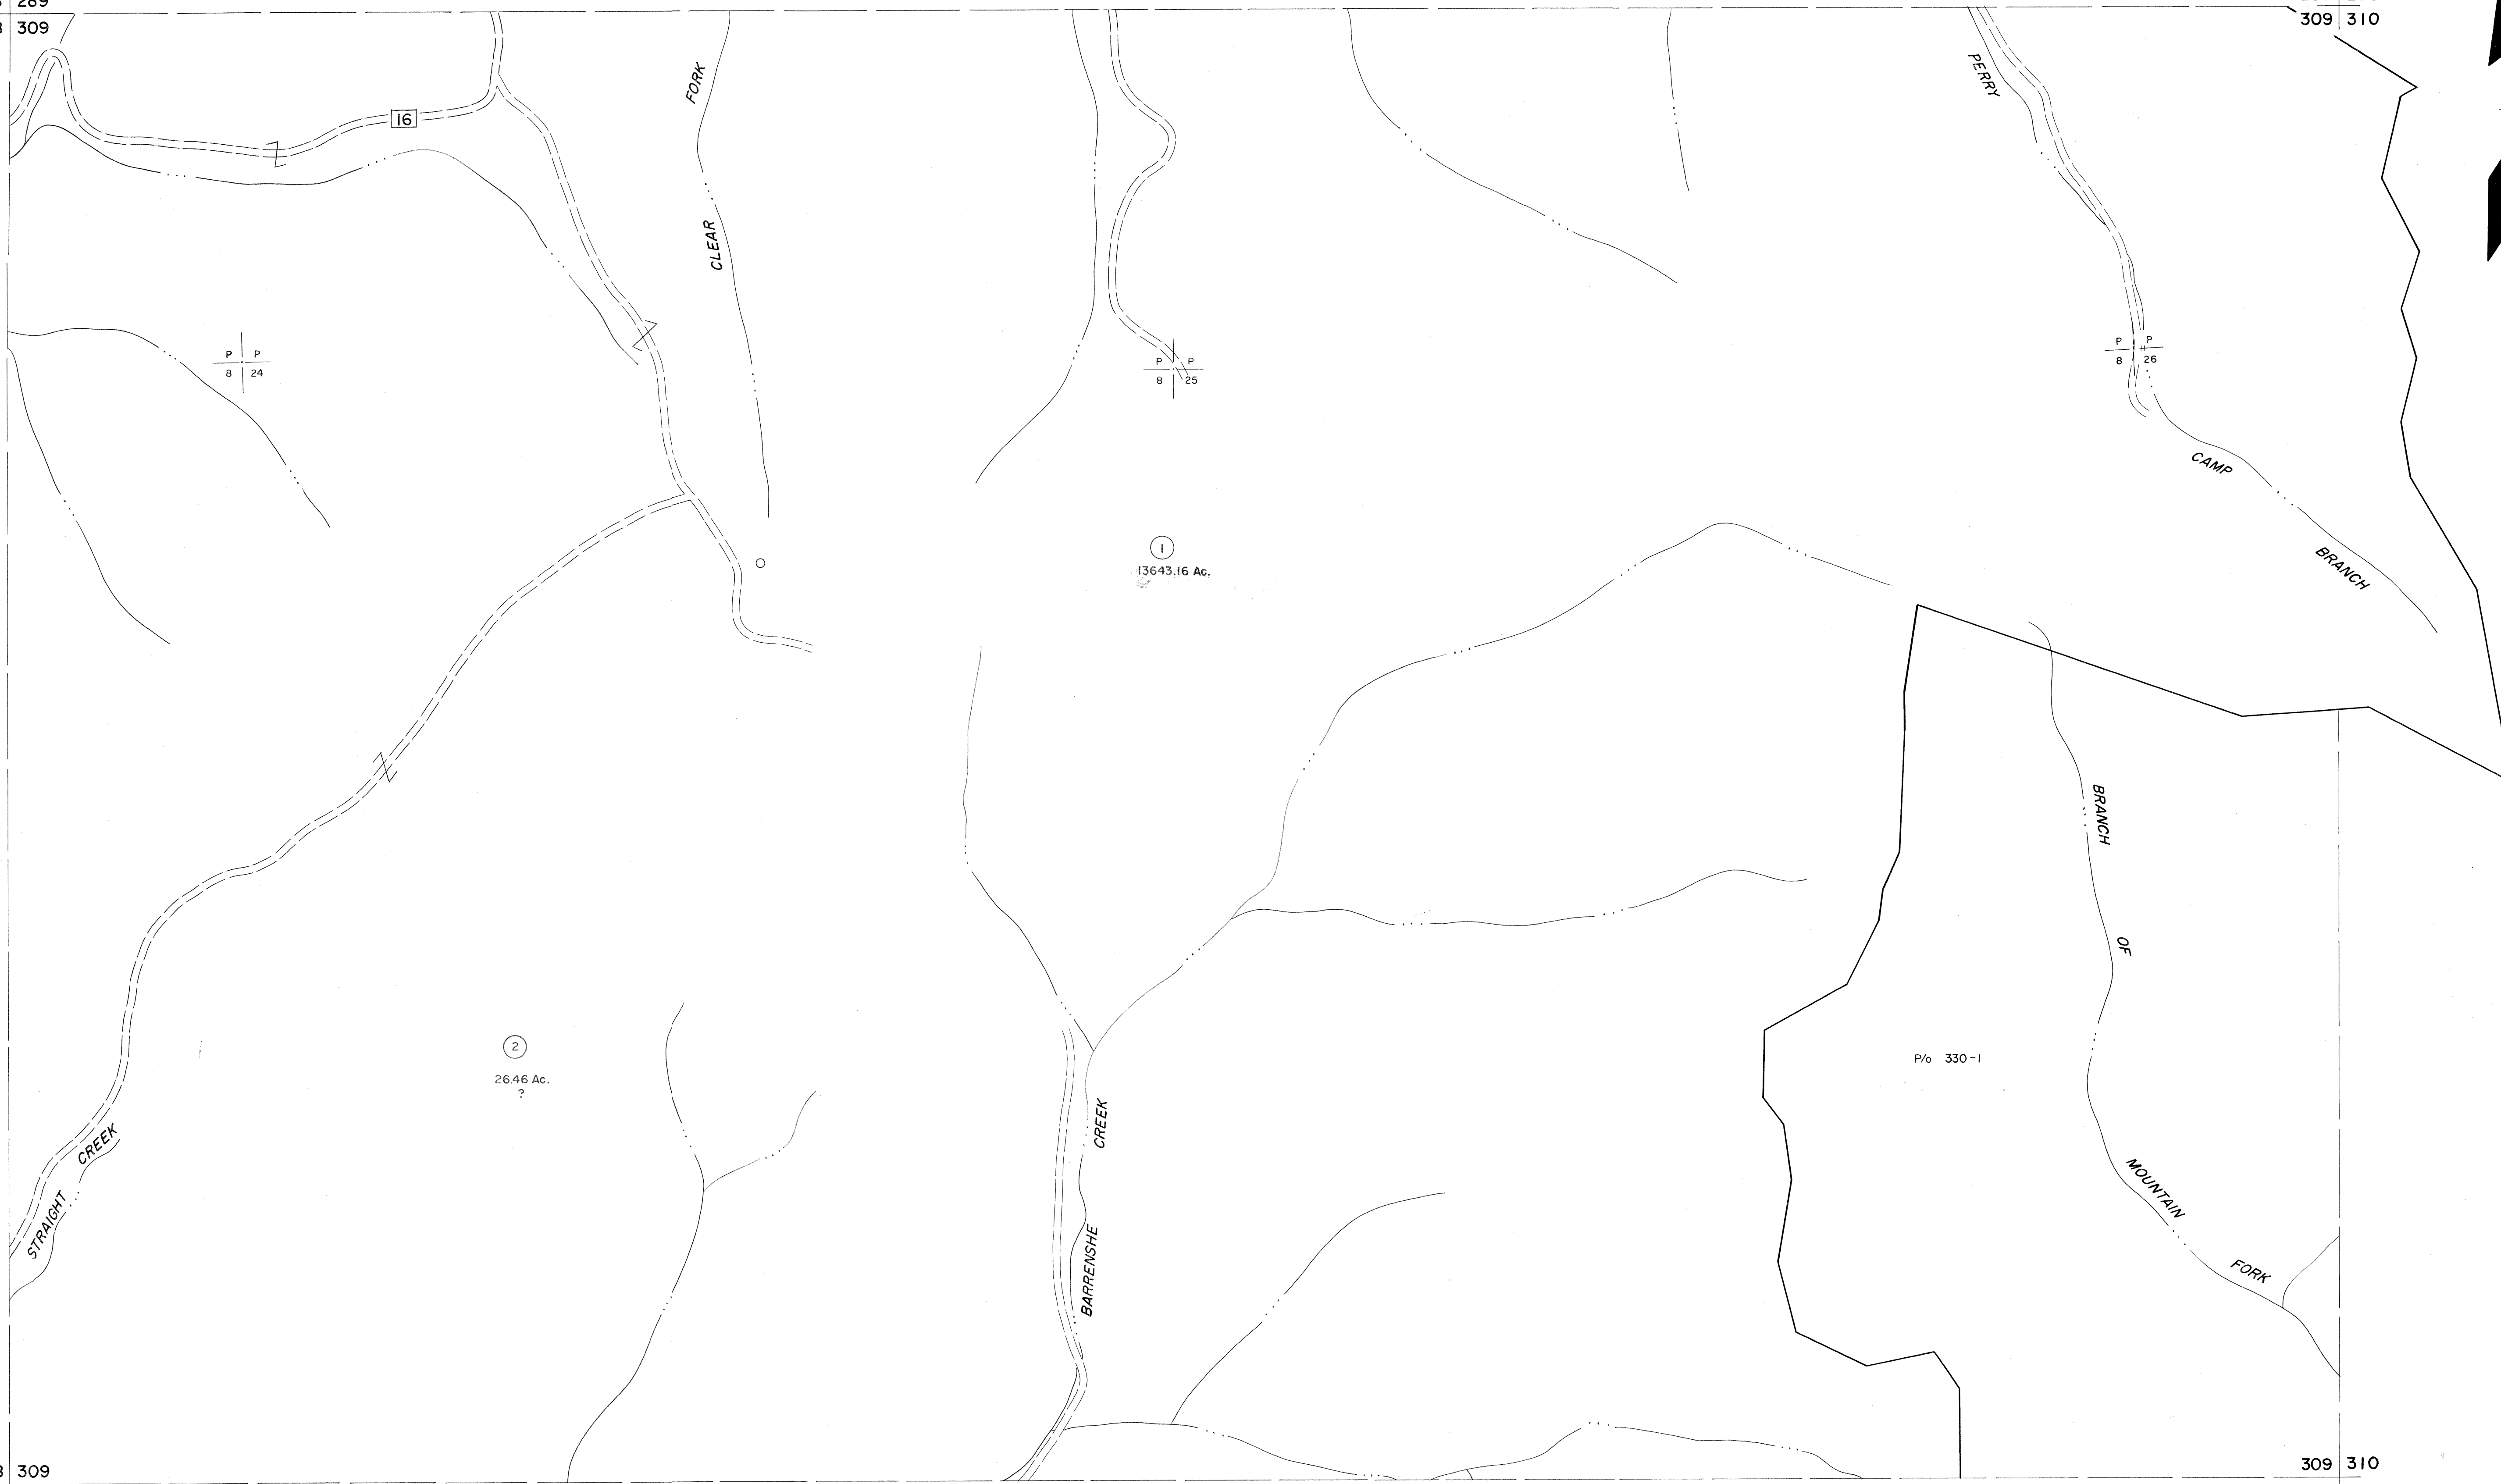 289
309
309 310
16
FORK
CLEAR
PERRY
P P
8 24
P P
8 25
P P
8 26
CAMP
BRANCH
1
13643.16 Ac.
BRANCH
OF
MOUNTAIN
FORK
P/o 330-1
2
26.46 Ac.
?
CREEK
STRAIGHT
CREEK
BARRENSHE
309
309 310